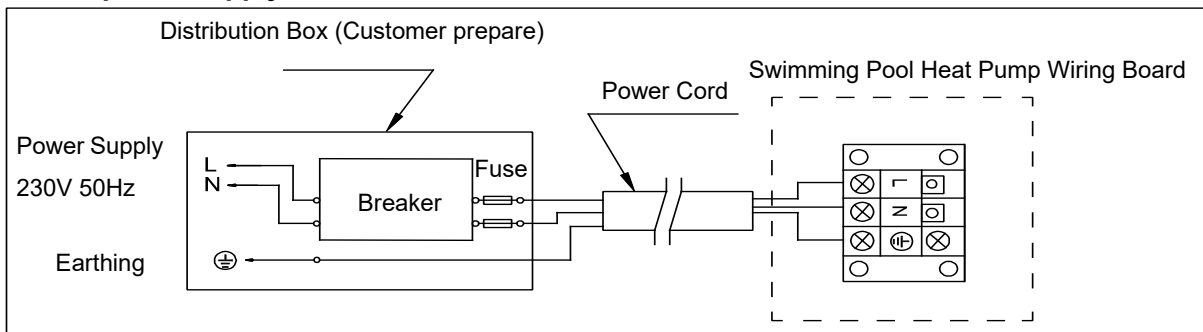 Distribution Box (Customer prepare)
Swimming Pool Heat Pump Wiring Board
Power Cord
Power Supply
230V 50Hz
L
N
Breaker
Fuse
Earthing
L
N